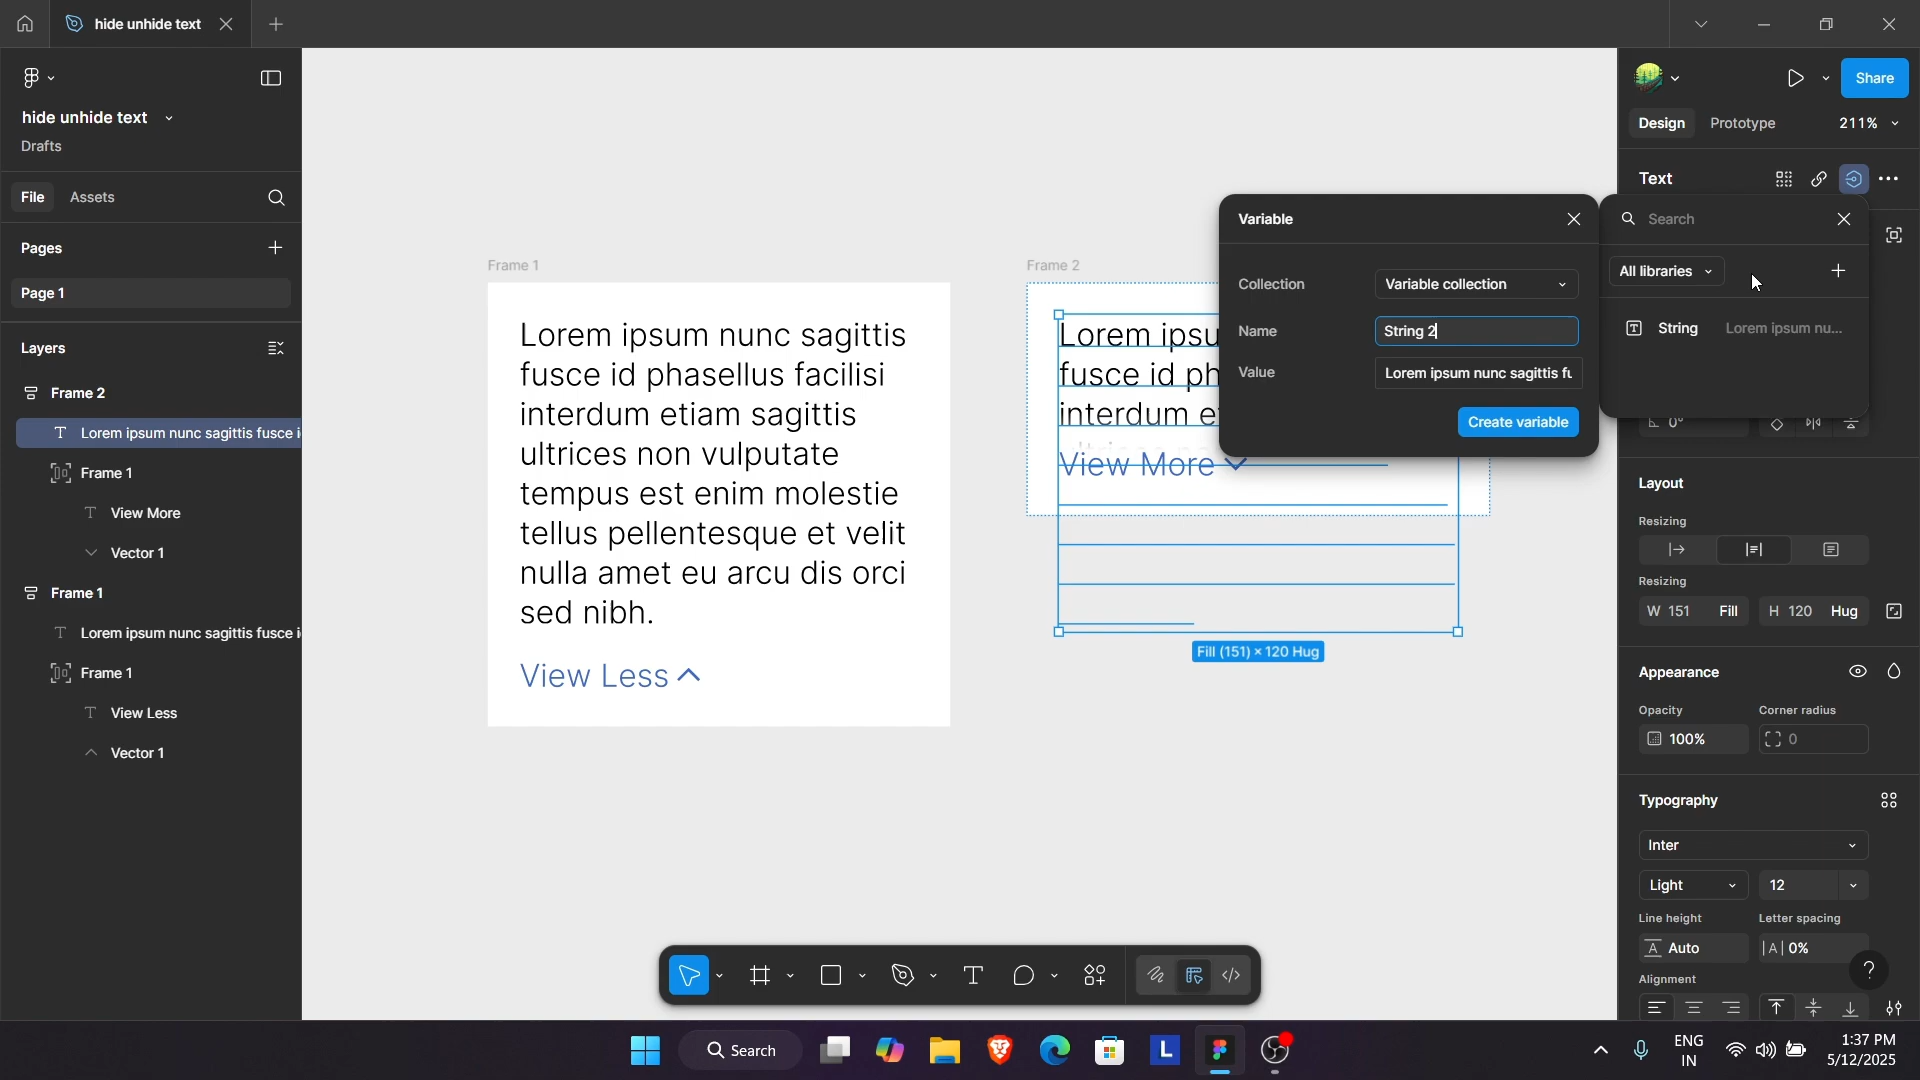 hide unhide text
hide unhide text
Drafts
File
Assets
Pages
Page 1
Layers
Frame 2
Lorem ipsum nunc sagittis fusce i
Frame 1
View More
Vector 1
Frame 1
Lorem ipsum nunc sagittis fusce i
Frame 1
View Less
Vector 1
Frame 1
Lorem ipsum nunc sagittis
fusce id phasellus facilisi
interdum etiam sagittis
ultrices non vulputate
tempus est enim molestie
tellus pellentesque et velit
nulla amet eu arcu dis orci
sed nibh.
View Less
Frame 2
Lorem ipsu
fusce id ph
interdum e
View More
Fill (151) × 120 Hug
Variable
Collection
Variable collection
Name
String 2
Value
Lorem ipsum nunc sagittis fu
Create variable
Search
All libraries
String
Lorem ipsum nu...
Share
Design
Prototype
211%
Text
0°
Layout
Resizing
Resizing
W 151 Fill
H 120 Hug
Appearance
Opacity
Corner radius
100%
0
Typography
Inter
Light
12
Line height
Letter spacing
Auto
|A| 0%
Alignment
?
Search
L
ENG
IN
1:37 PM
5/12/2025